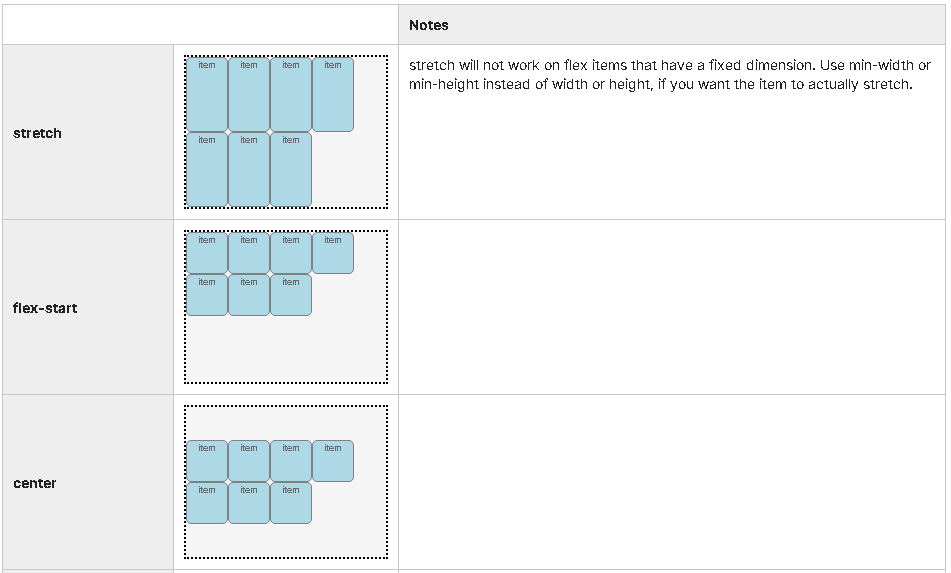 Notes
stretch
item item item item
item item item
stretch will not work on flex items that have a fixed dimension. Use min-width or
min-height instead of width or height, if you want the item to actually stretch.
flex-start
item item item item
item item item
center
item item item item
item item item